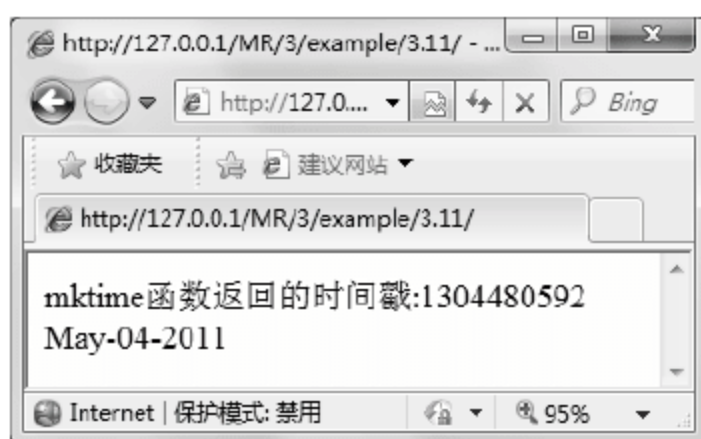 http://127.0.0.1/MR/3/example/3.11/ - ...
http://127.0.... Bing
收藏夹 建议网站
http://127.0.0.1/MR/3/example/3.11/
mktime函数返回的时间戳:1304480592
May-04-2011
Internet | 保护模式: 禁用 95%